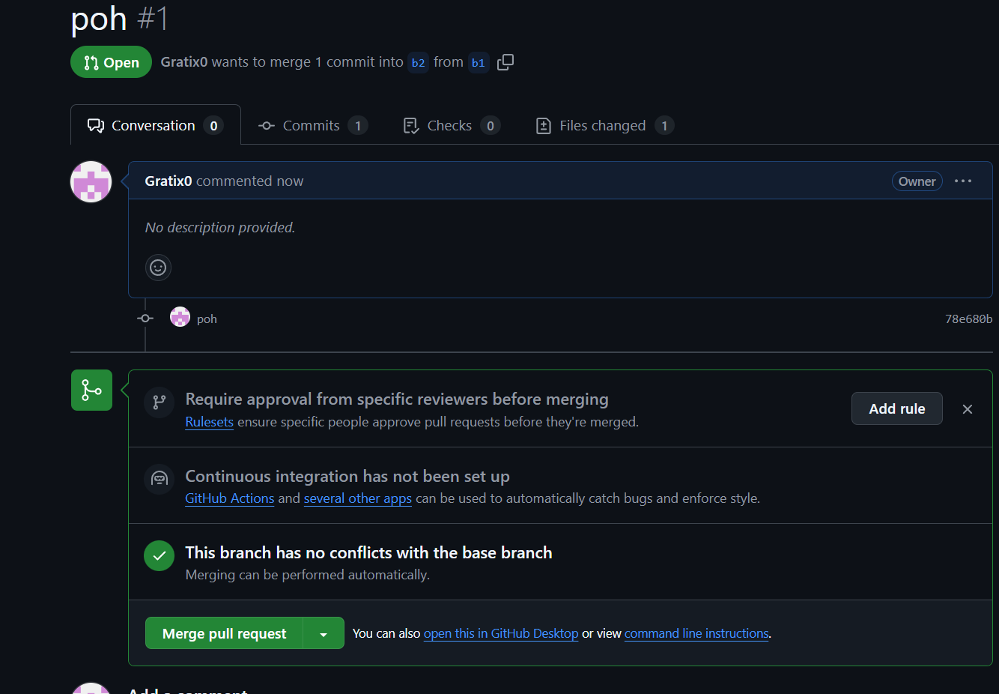 poh #1
Open Gratix0 wants to merge 1 commit into b2 from b1
Conversation 0 Commits 1 Checks 0 Files changed 1
Gratix0 commented now Owner
No description provided.
poh 78e680b
Require approval from specific reviewers before merging
Rulesets ensure specific people approve pull requests before they're merged.
Add rule
Continuous integration has not been set up
GitHub Actions and several other apps can be used to automatically catch bugs and enforce style.
This branch has no conflicts with the base branch
Merging can be performed automatically.
Merge pull request You can also open this in GitHub Desktop or view command line instructions.
Add a comment